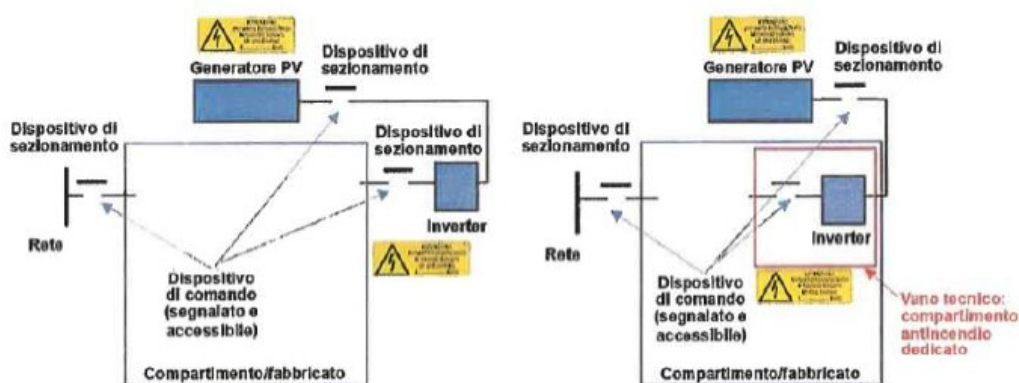 Dispositivo di
sezionamento
Generatore PV
Dispositivo di
sezionamento
Dispositivo di
sezionamento
Inverter
Rete
Dispositivo
di comando
(segnalato e
accessibile)
Compartimento/fabbricato
Dispositivo di
sezionamento
Generatore PV
Dispositivo di
sezionamento
Inverter
Rete
Dispositivo
di comando
(segnalato e
accessibile)
Vano tecnico:
compartimento
antincendio
dedicato
Compartimento/fabbricato